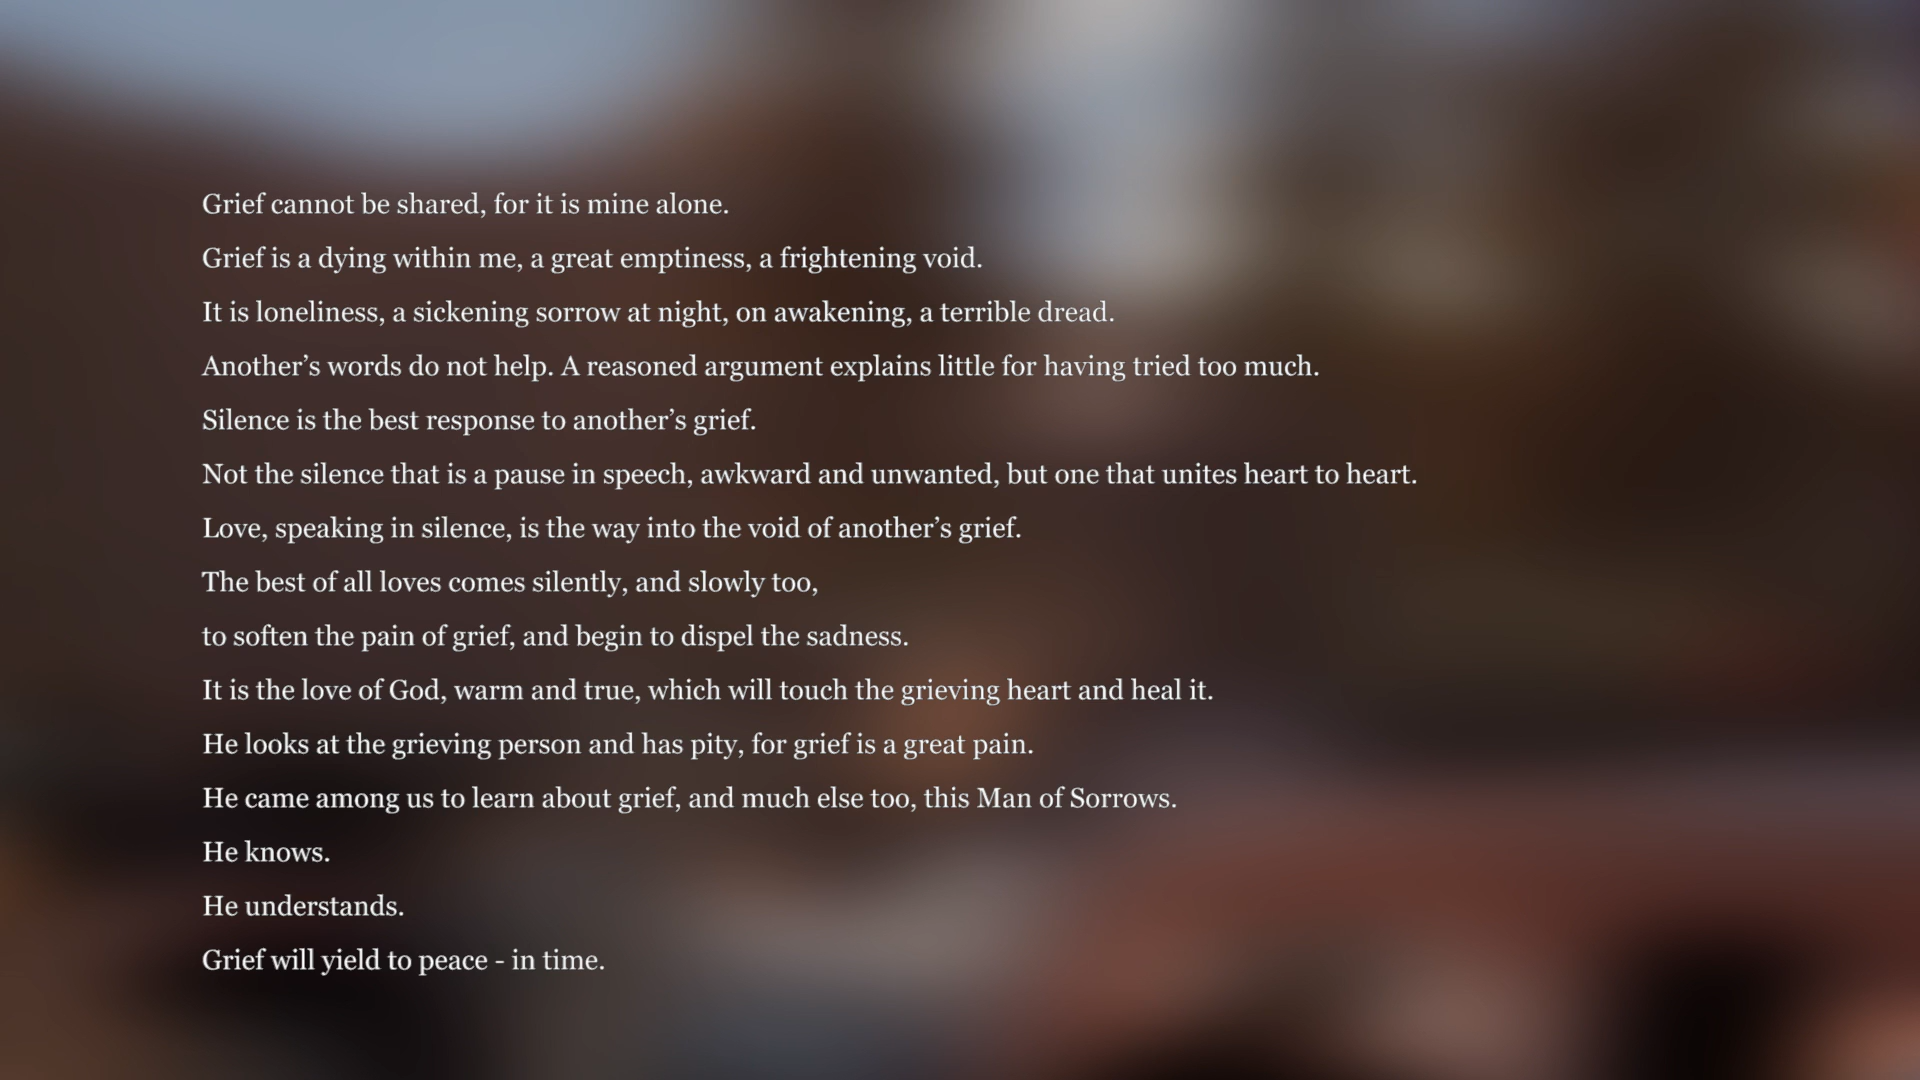 Grief cannot be shared, for it is mine alone.
Grief is a dying within me, a great emptiness, a frightening void.
It is loneliness, a sickening sorrow at night, on awakening, a terrible dread.
Another’s words do not help. A reasoned argument explains little for having tried too much.
Silence is the best response to another’s grief.
Not the silence that is a pause in speech, awkward and unwanted, but one that unites heart to heart.
Love, speaking in silence, is the way into the void of another’s grief.
The best of all loves comes silently, and slowly too,
to soften the pain of grief, and begin to dispel the sadness.
It is the love of God, warm and true, which will touch the grieving heart and heal it.
He looks at the grieving person and has pity, for grief is a great pain.
He came among us to learn about grief, and much else too, this Man of Sorrows.
He knows.
He understands.
Grief will yield to peace - in time.